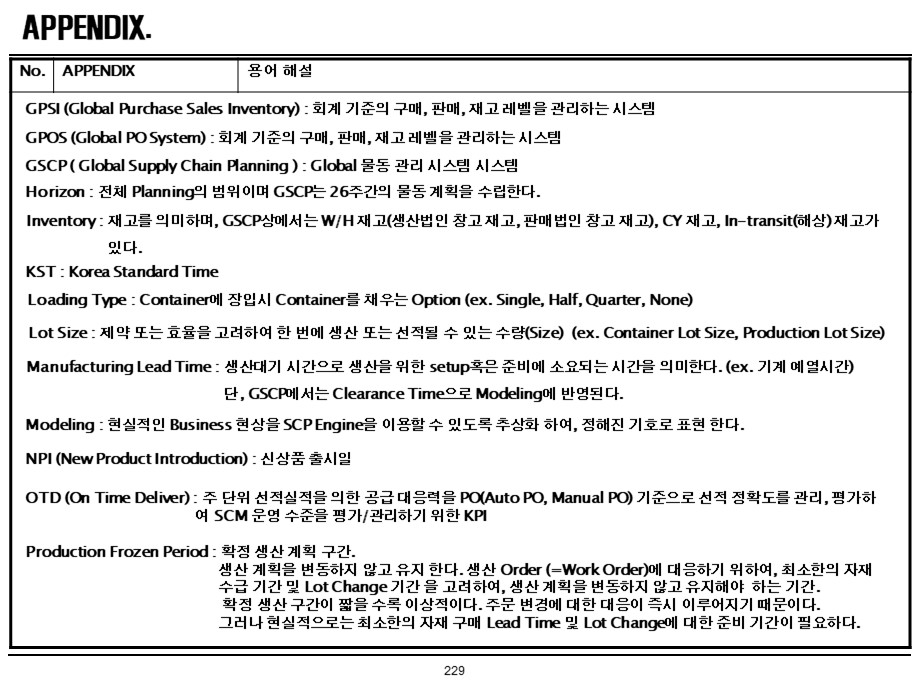 APPENDIX.
No. APPENDIX 용어 해설
GPSI (Global Purchase Sales Inventory) : 회계 기준의 구매, 판매, 재고 레벨을 관리하는 시스템
GPOS (Global PO System) : 회계 기준의 구매, 판매, 재고 레벨을 관리하는 시스템
GSCP ( Global Supply Chain Planning ) : Global 물동 관리 시스템 시스템
Horizon : 전체 Planning의 범위이며 GSCP는 26주간의 물동 계획을 수립한다.
Inventory : 재고를 의미하며, GSCP상에서는 W/H 재고(생산법인 창고 재고, 판매법인 창고 재고), CY 재고, In-transit(해상) 재고가
있다.
KST : Korea Standard Time
Loading Type : Container에 장입시 Container를 채우는 Option (ex. Single, Half, Quarter, None)
Lot Size : 제약 또는 효율을 고려하여 한 번에 생산 또는 선적될 수 있는 수량(Size) (ex. Container Lot Size, Production Lot Size)
Manufacturing Lead Time : 생산대기 시간으로 생산을 위한 setup혹은 준비에 소요되는 시간을 의미한다. (ex. 기계 예열시간)
단, GSCP에서는 Clearance Time으로 Modeling에 반영된다.
Modeling : 현실적인 Business 현상을 SCP Engine을 이용할 수 있도록 추상화 하여, 정해진 기호로 표현 한다.
NPI (New Product Introduction) : 신상품 출시일
OTD (On Time Deliver) : 주 단위 선적실적을 의한 공급 대응력을 PO(Auto PO, Manual PO) 기준으로 선적 정확도를 관리, 평가하
여 SCM 운영 수준을 평가/관리하기 위한 KPI
Production Frozen Period : 확정 생산 계획 구간.
생산 계획을 변동하지 않고 유지 한다. 생산 Order (=Work Order)에 대응하기 위하여, 최소한의 자재
수급 기간 및 Lot Change 기간 을 고려하여, 생산 계획을 변동하지 않고 유지해야 하는 기간.
확정 생산 구간이 짧을 수록 이상적이다. 주문 변경에 대한 대응이 즉시 이루어지기 때문이다.
그러나 현실적으로는 최소한의 자재 구매 Lead Time 및 Lot Change에 대한 준비 기간이 필요하다.
229